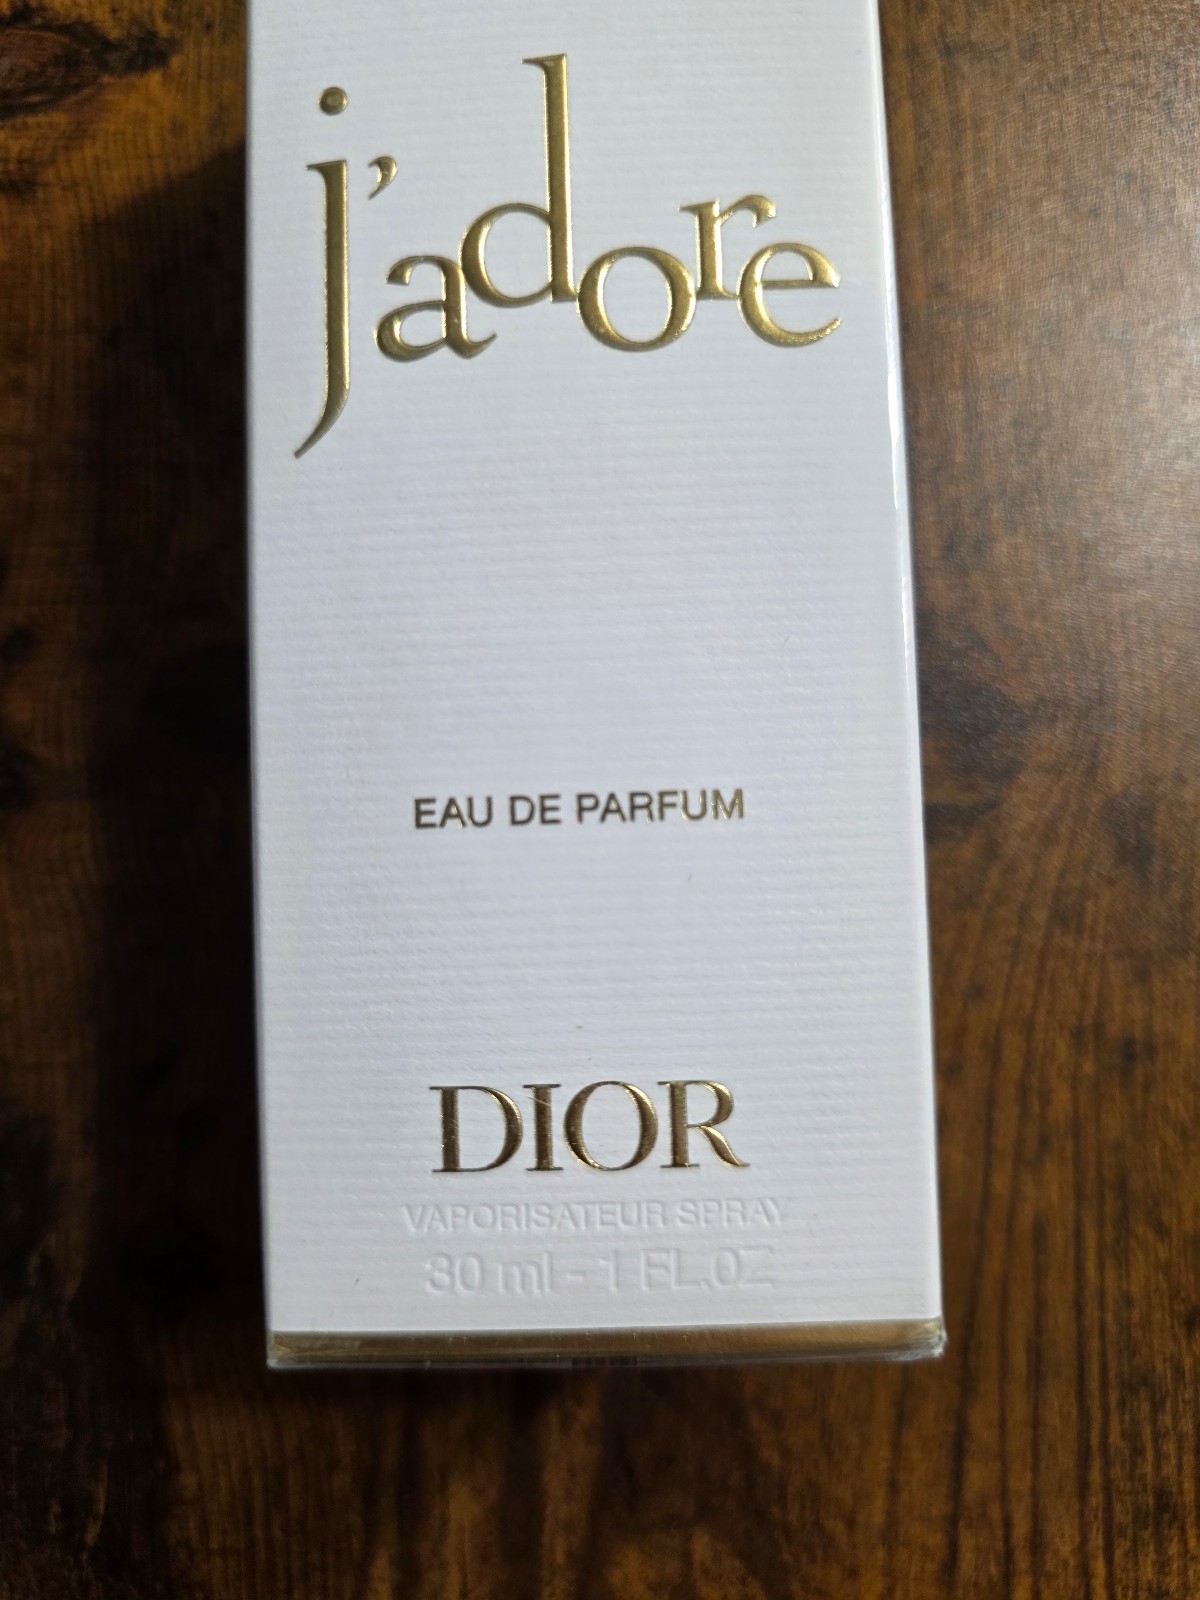 j'adore
EAU DE PARFUM
DIOR
VAPORISATEUR SPRAY
30 ml - 1 FL.OZ